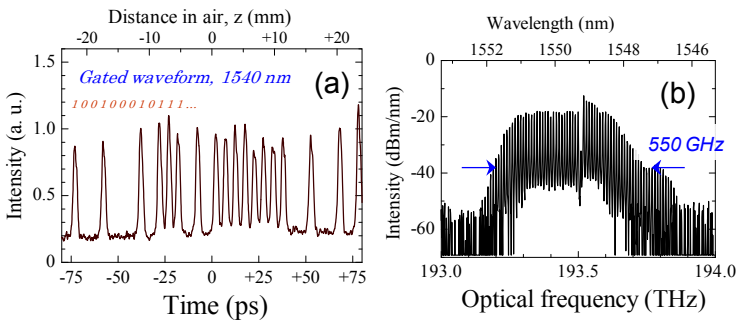 Distance in air, z (mm)
-20 -10 0 +10 +20
Intensity (a. u.)
1.5
1.0
0.5
0
Gated waveform, 1540 nm
(a)
100100010111...
-75 -50 -25 0 +25 +50 +75
Time (ps)
Wavelength (nm)
1552 1550 1548 1546
Intensity (dBm/nm)
0
-20
-40
-60
(b)
550 GHz
193.0 193.5 194.0
Optical frequency (THz)